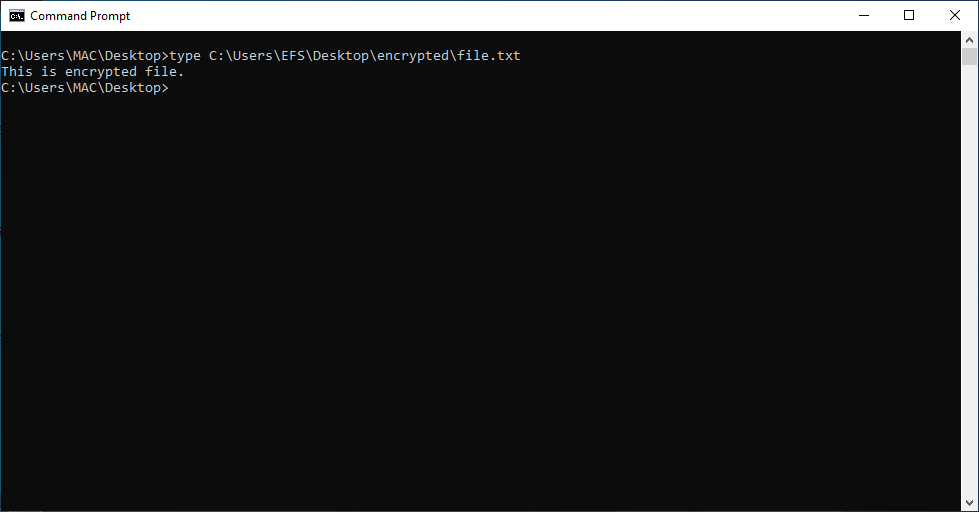 Command Prompt
C:\Users\MAC\Desktop>type C:\Users\EFS\Desktop\encrypted\file.txt
This is encrypted file.
C:\Users\MAC\Desktop>